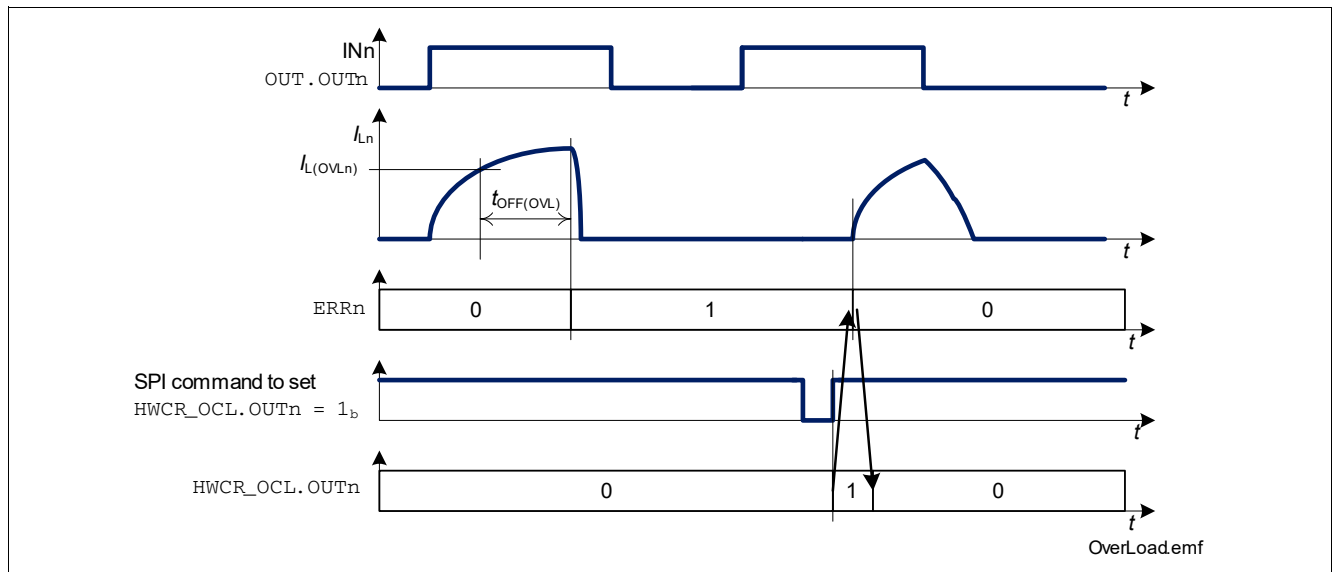 INn
OUT.OUTn
t
ILn
IL(OVLn)
tOFF(OVL)
t
ERRn
0 1 0
t
SPI command to set
HWCR_OCL.OUTn = 1b
t
HWCR_OCL.OUTn
0 1 0
t
OverLoad.emf